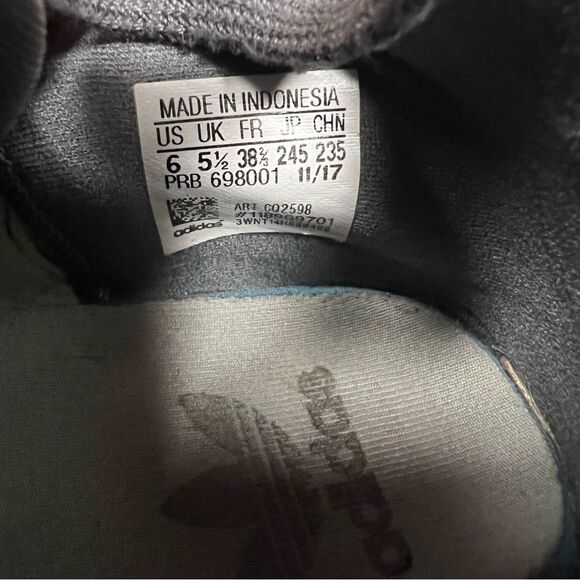 MADE IN INDONESIA
US UK FR JP CHN
6 5½ 38⅔ 245 235
PRB 698001 11/17
ART CQ2598
adidas
adidas